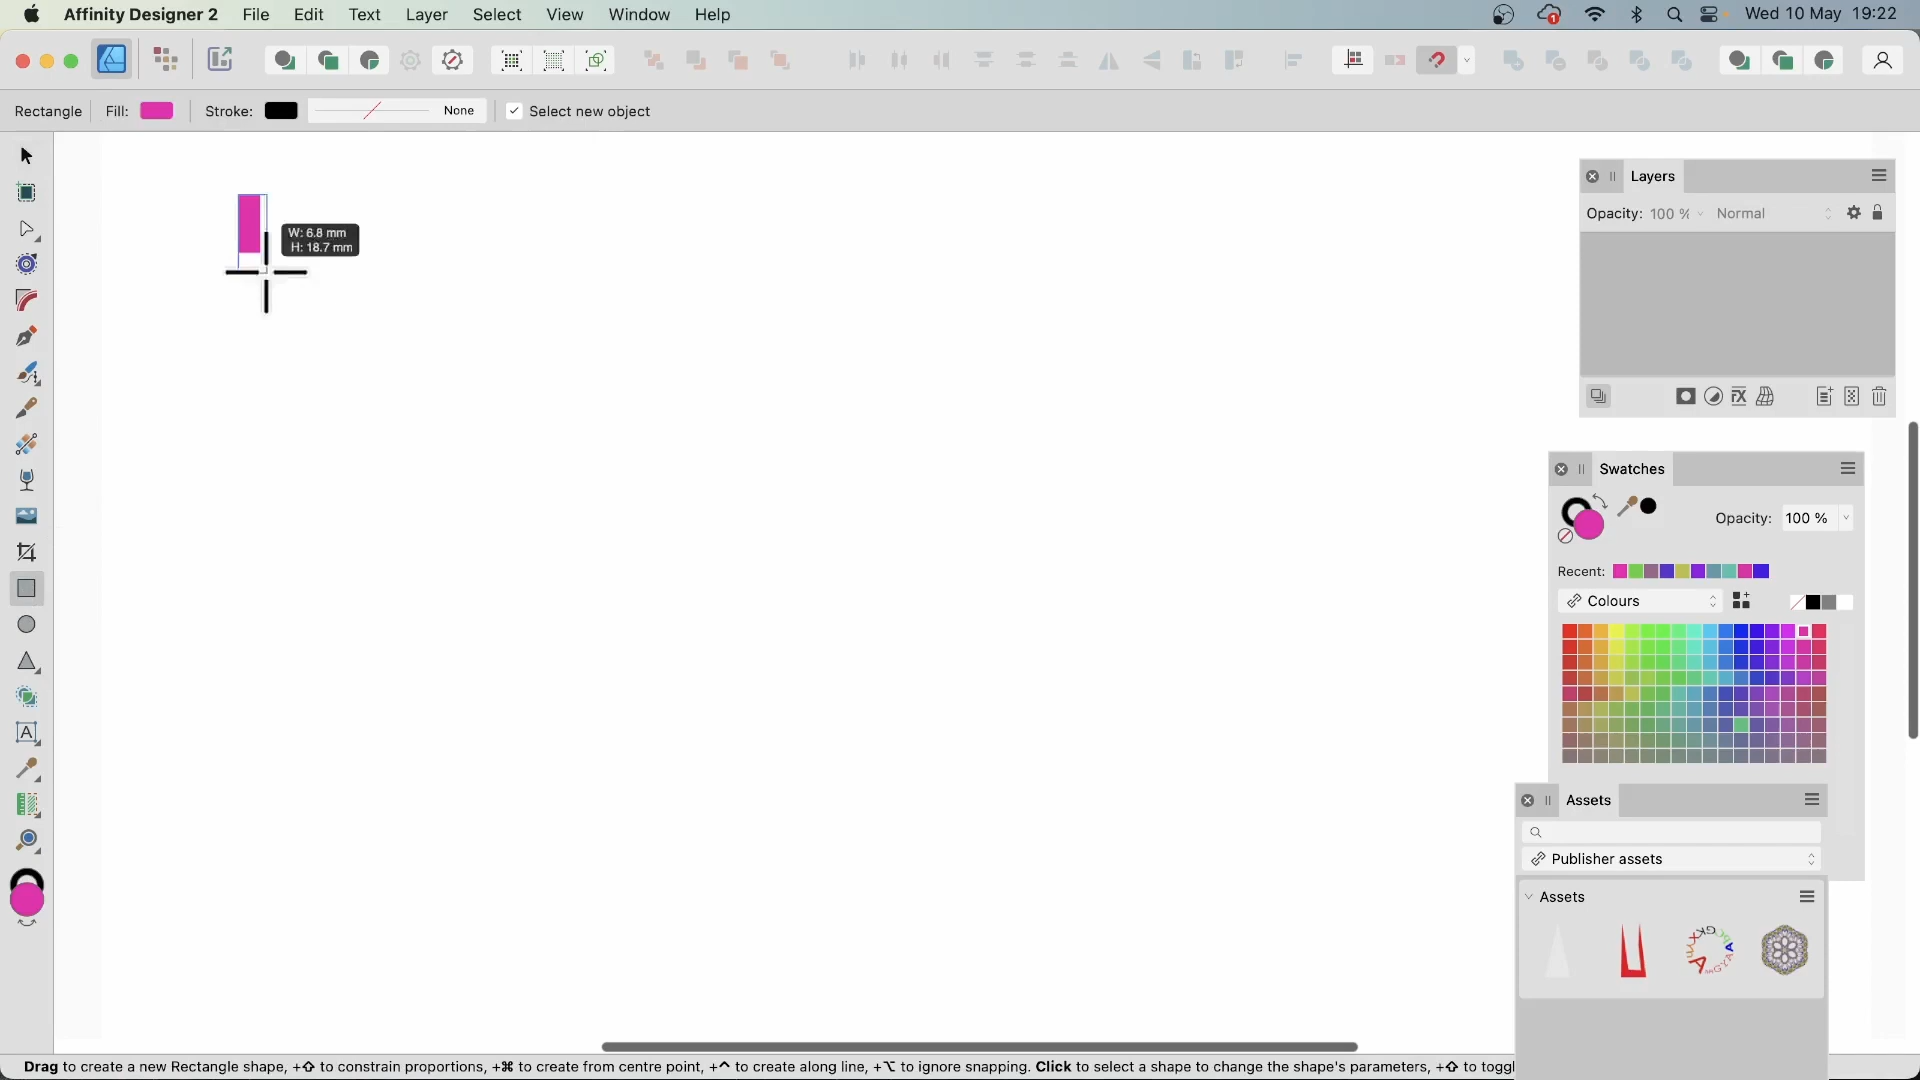 Affinity Designer 2 File Edit Text Layer Select View Window Help 1 Wed 10 May 19:22
Rectangle Fill: Stroke: None Select new object
W: 6.8 mm
H: 18.7 mm
Layers
Opacity: 100 % Normal
Swatches
Opacity: 100 %
Recent:
Colours
Assets
Publisher assets
Assets
Drag to create a new Rectangle shape, +⇧ to constrain proportions, +⌘ to create from centre point, +^ to create along line, +⌥ to ignore snapping. Click to select a shape to change the shape's parameters, +⇧ to toggl